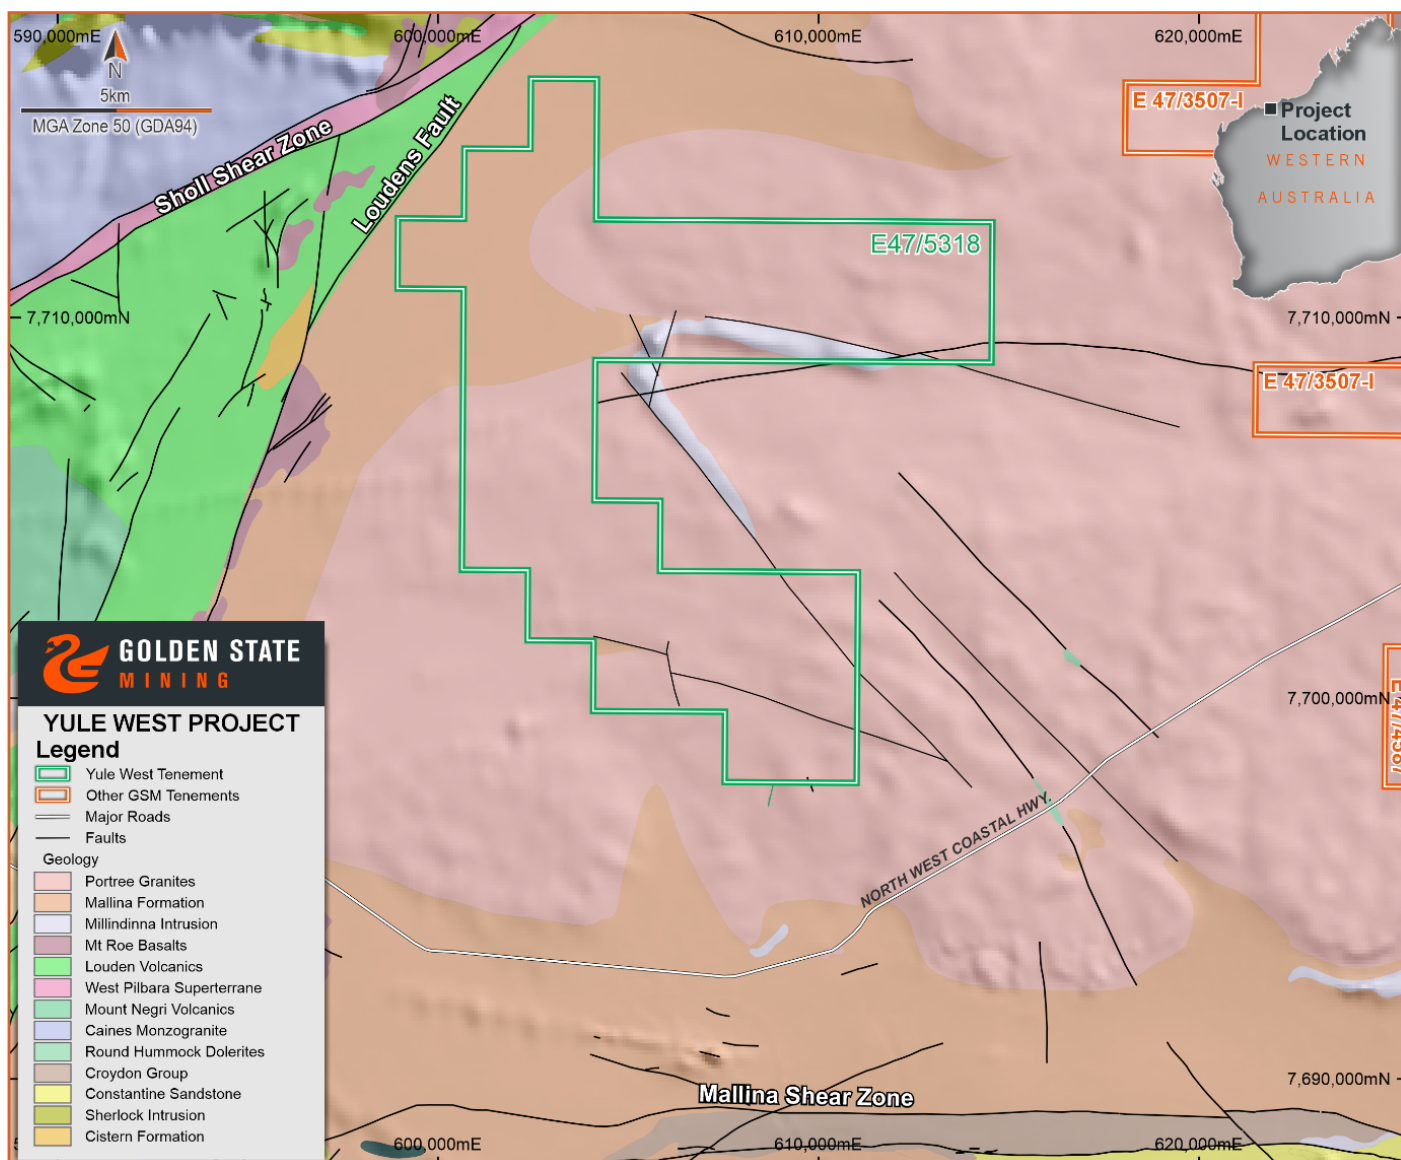 590,000mE
600,000mE
610,000mE
620,000mE
N
5km
MGA Zone 50 (GDA94)
Sholl Shear Zone
Loudens Fault
E 47/3507-I
Project
Location
WESTERN
AUSTRALIA
E47/5318
7,710,000mN
7,710,000mN
E 47/3507-I
7,700,000mN
NORTH WEST COASTAL HWY.
7,690,000mN
Mallina Shear Zone
600,000mE
610,000mE
620,000mE
GOLDEN STATE
MINING
YULE WEST PROJECT
Legend
Yule West Tenement
Other GSM Tenements
Major Roads
Faults
Geology
Portree Granites
Mallina Formation
Millindinna Intrusion
Mt Roe Basalts
Louden Volcanics
West Pilbara Superterrane
Mount Negri Volcanics
Caines Monzogranite
Round Hummock Dolerites
Croydon Group
Constantine Sandstone
Sherlock Intrusion
Cistern Formation